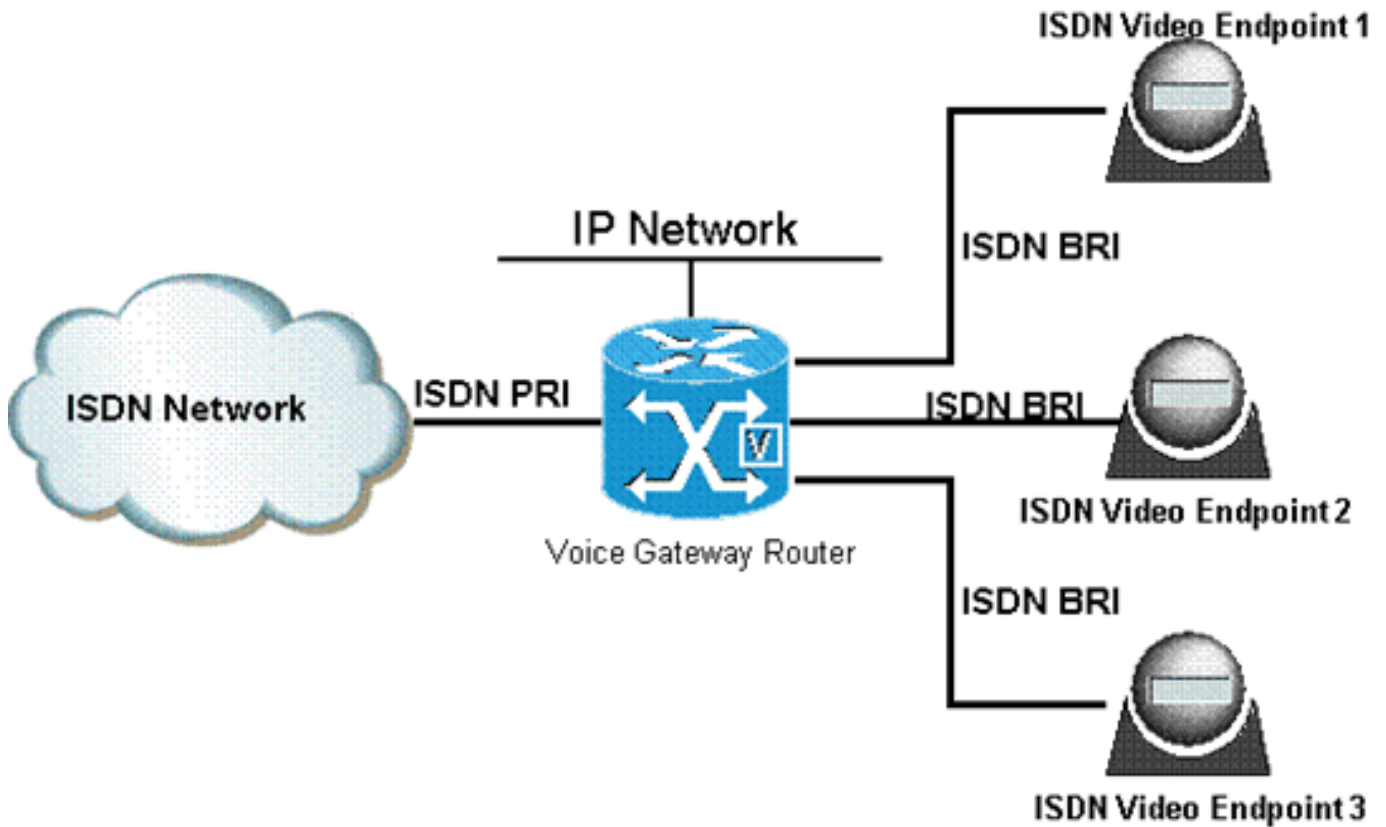 ISDN Video Endpoint 1
IP Network
ISDN BRI
ISDN Network
ISDN PRI
V
ISDN BRI
ISDN Video Endpoint 2
Voice Gateway Router
ISDN BRI
ISDN Video Endpoint 3